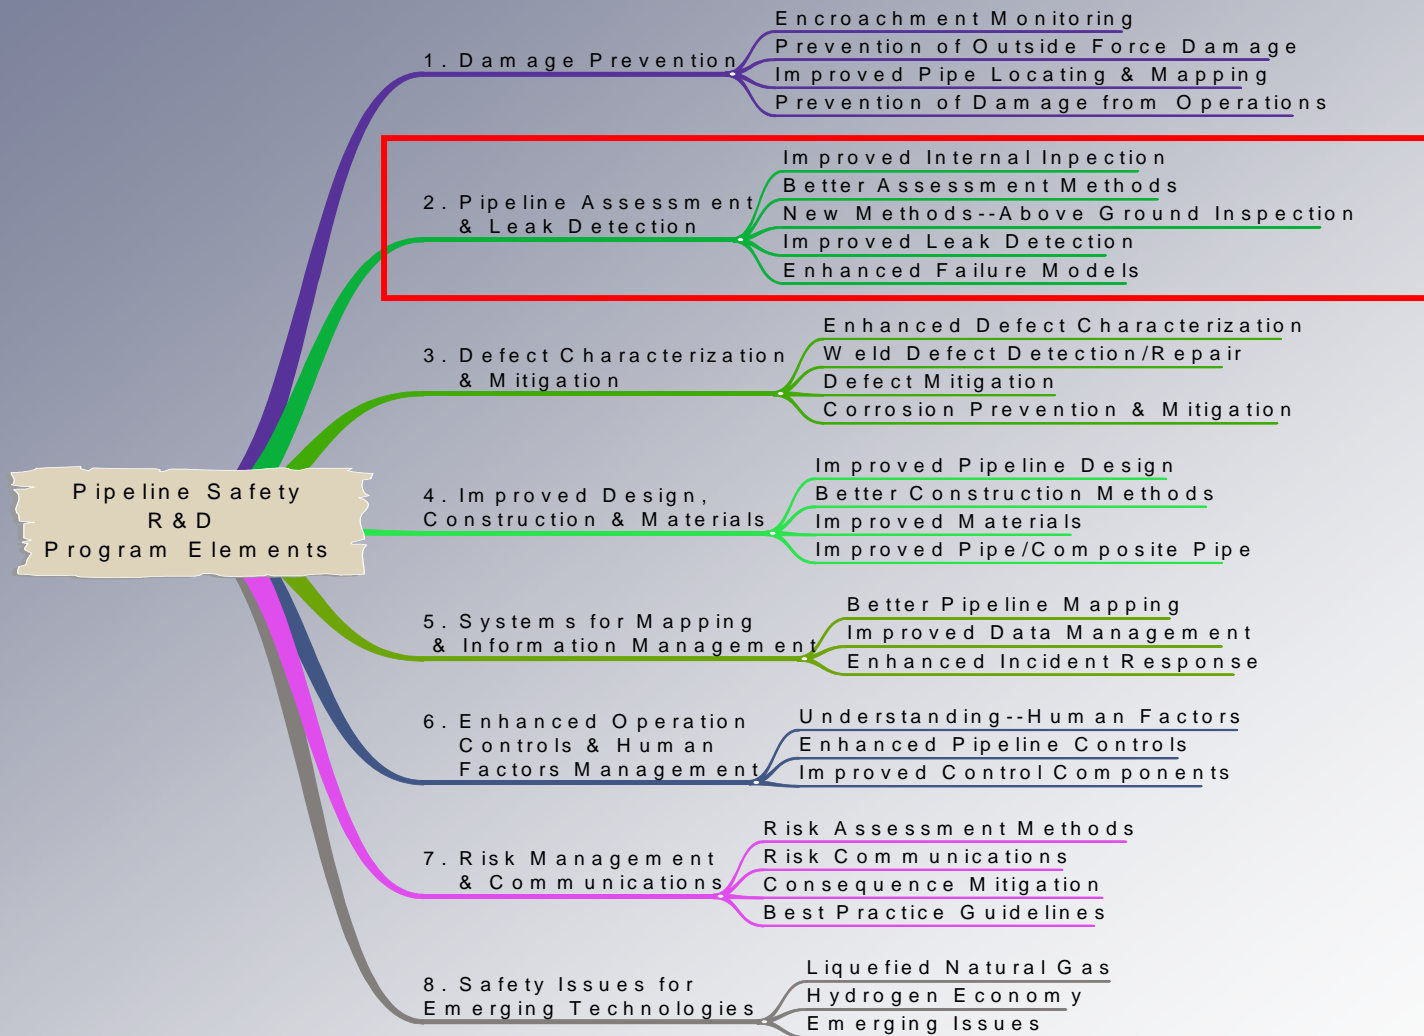 Encroachment Monitoring
1. Damage Prevention
Prevention of Outside Force Damage
Improved Pipe Locating & Mapping
Prevention of Damage from Operations
Improved Internal Inpection
2. Pipeline Assessment
& Leak Detection
Better Assessment Methods
New Methods--Above Ground Inspection
Improved Leak Detection
Enhanced Failure Models
3. Defect Characterization
& Mitigation
Enhanced Defect Characterization
Weld Defect Detection/Repair
Defect Mitigation
Corrosion Prevention & Mitigation
Pipeline Safety
R&D
Program Elements
4. Improved Design,
Construction & Materials
Improved Pipeline Design
Better Construction Methods
Improved Materials
Improved Pipe/Composite Pipe
5. Systems for Mapping
& Information Management
Better Pipeline Mapping
Improved Data Management
Enhanced Incident Response
6. Enhanced Operation
Controls & Human
Factors Management
Understanding--Human Factors
Enhanced Pipeline Controls
Improved Control Components
7. Risk Management
& Communications
Risk Assessment Methods
Risk Communications
Consequence Mitigation
Best Practice Guidelines
8. Safety Issues for
Emerging Technologies
Liquefied Natural Gas
Hydrogen Economy
Emerging Issues